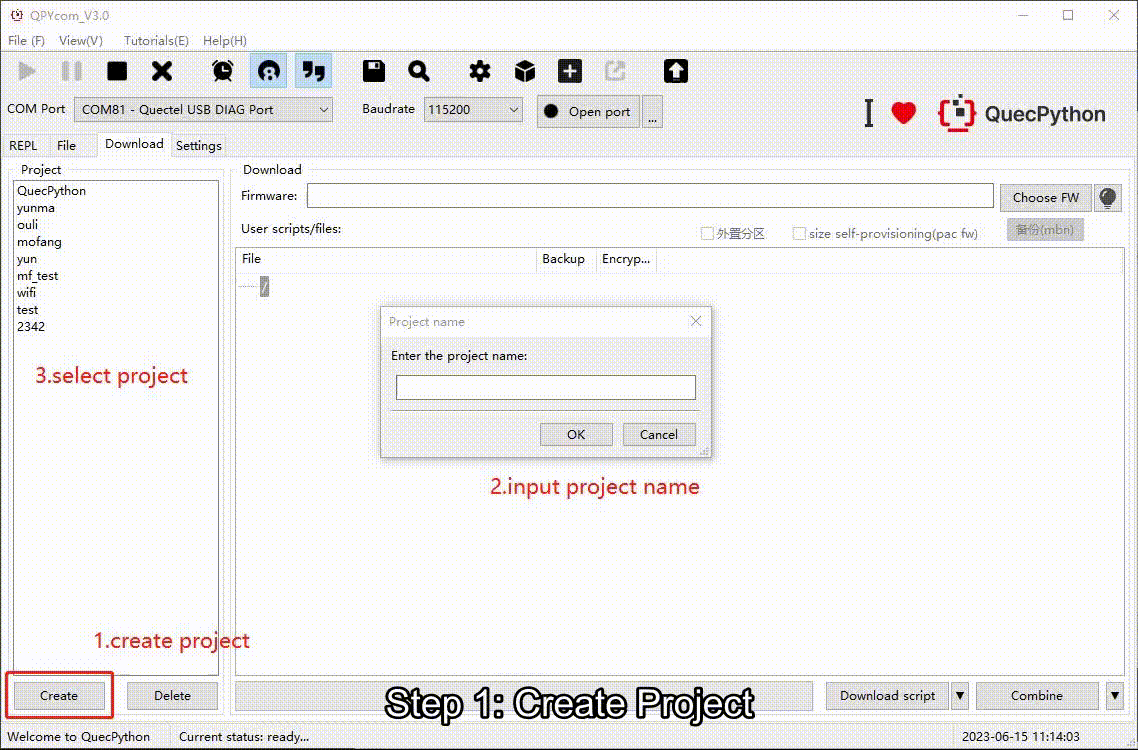 QPYcom_V3.0
File (F) View(V) Tutorials(E) Help(H)
COM Port COM81 - Quectel USB DIAG Port Baudrate 115200 Open port ... I QuecPython
REPL File Download Settings
Project
QuecPython
yunma
ouli
mofang
yun
mf_test
wifi
test
2342
3.select project
1.create project
Create Delete
Download
Firmware: Choose FW
User scripts/files: 外置分区 size self-provisioning(pac fw) 备份(mbn)
File Backup Encryp...
/
Project name
Enter the project name:
OK Cancel
2.input project name
Step 1: Create Project
Download script Combine
Welcome to QuecPython Current status: ready... 2023-06-15 11:14:03